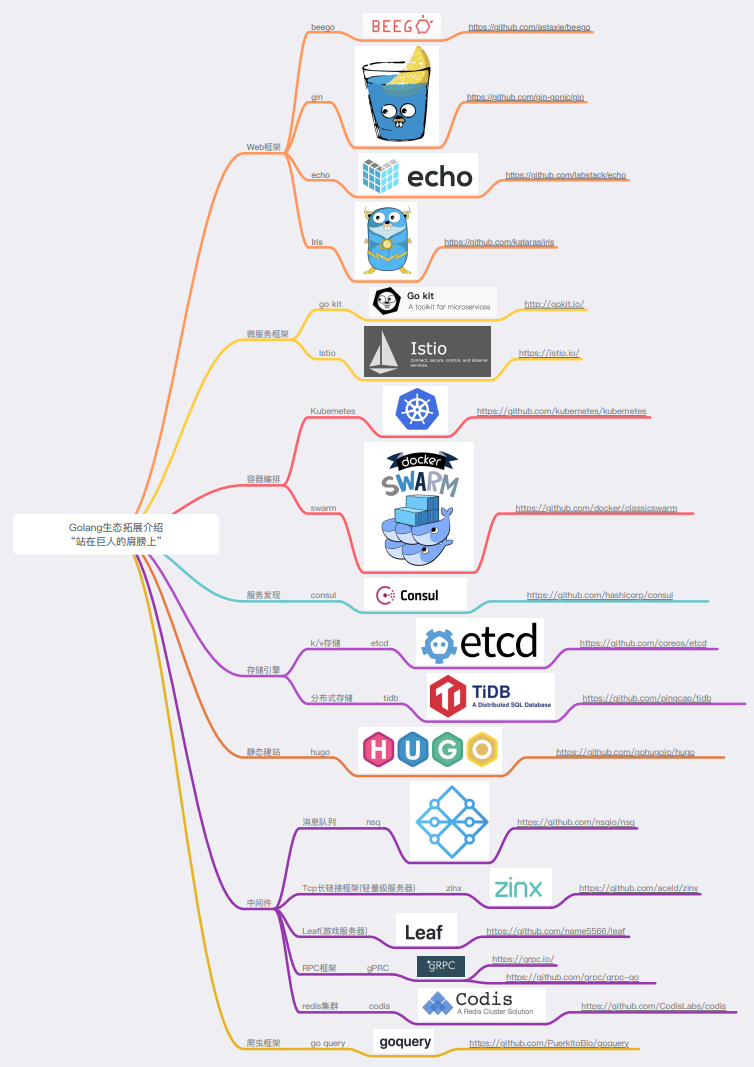 Golang生态拓展介绍
“站在巨人的肩膀上”
Web框架
beego
BEEGO
https://github.com/astaxie/beego
gin
https://github.com/gin-gonic/gin
echo
echo
https://github.com/labstack/echo
Iris
https://github.com/kataras/iris
微服务框架
go kit
Go kit
A toolkit for microservices
http://gokit.io/
Istio
Istio
Connect, secure, control, and observe
services.
https://istio.io/
容器编排
Kubernetes
https://github.com/kubernetes/kubernetes
swarm
docker
SWARM
https://github.com/docker/classicswarm
服务发现
consul
Consul
https://github.com/hashicorp/consul
存储引擎
k/v存储
etcd
etcd
https://github.com/coreos/etcd
分布式存储
tidb
TiDB
A Distributed SQL Database
https://github.com/pingcap/tidb
静态建站
hugo
HUGO
https://github.com/gohugoio/hugo
中间件
消息队列
nsq
https://github.com/nsqio/nsq
Tcp长链接框架(轻量级服务器)
zinx
zinx
https://github.com/aceld/zinx
Leaf(游戏服务器)
Leaf
https://github.com/name5566/leaf
RPC框架
gPRC
gRPC
https://grpc.io/
https://github.com/grpc/grpc-go
redis集群
codis
Codis
A Redis Cluster Solution
https://github.com/CodisLabs/codis
爬虫框架
go query
goquery
https://github.com/PuerkitoBio/goquery